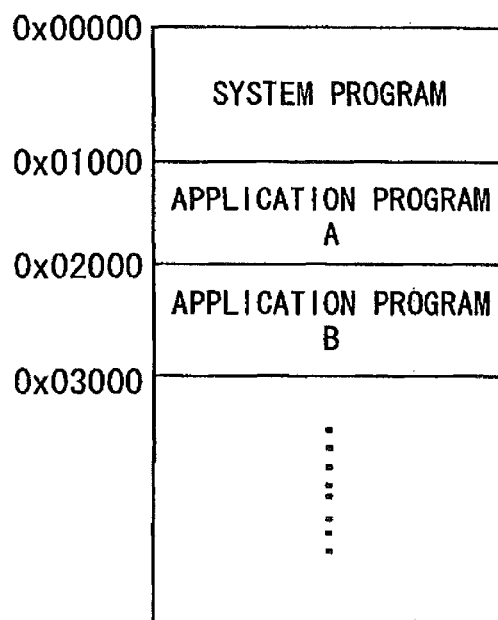 0x00000
SYSTEM PROGRAM
0x01000
APPLICATION PROGRAM
A
0x02000
APPLICATION PROGRAM
B
0x03000